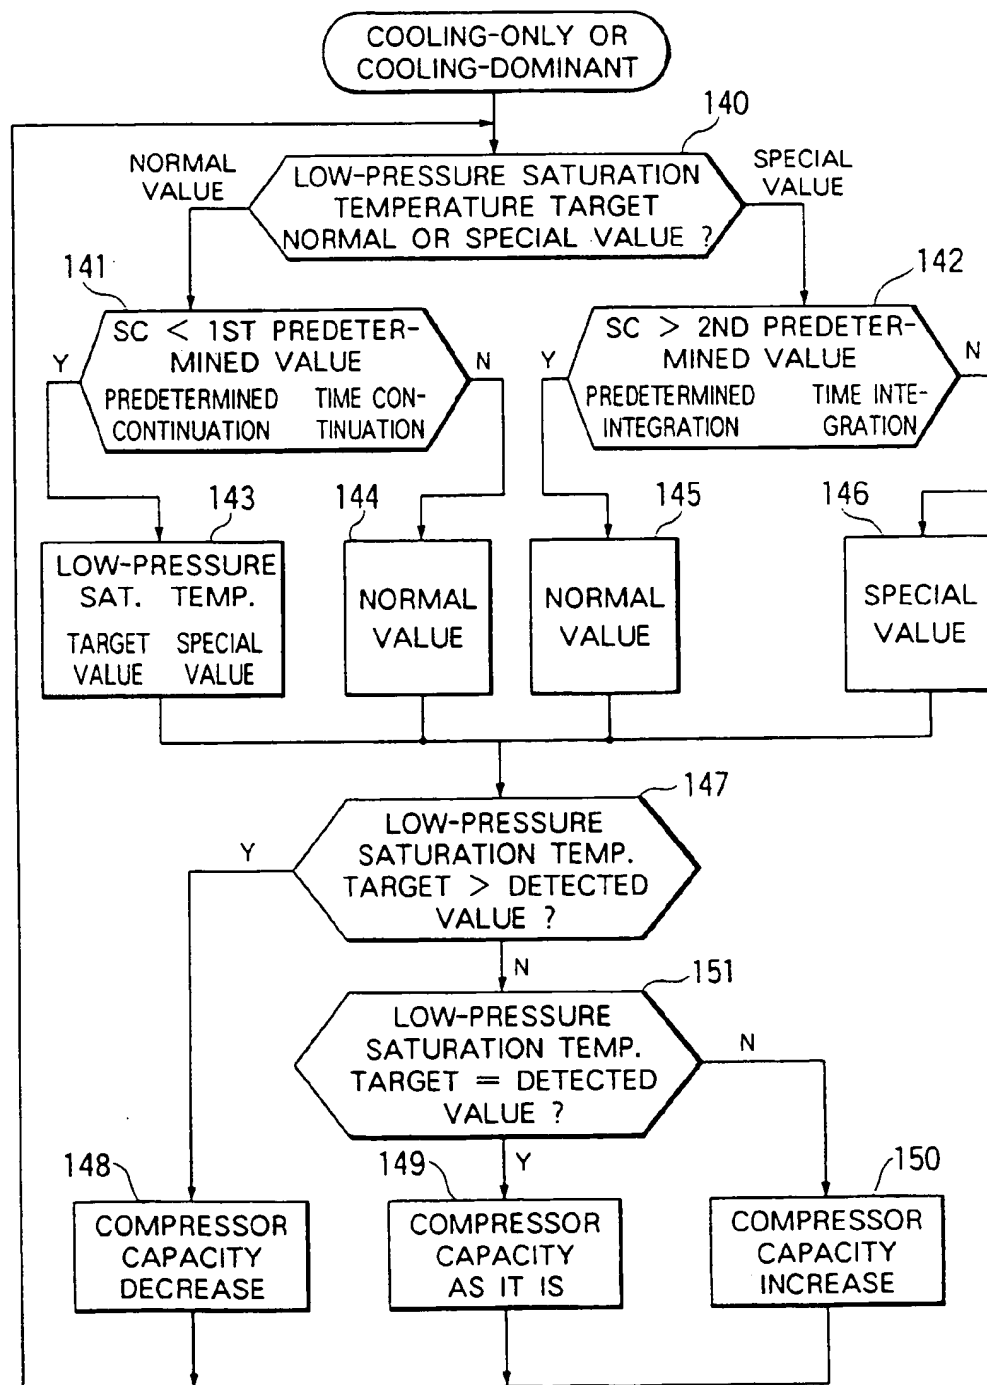 COOLING-ONLY OR
COOLING-DOMINANT
140
NORMAL
VALUE
LOW-PRESSURE SATURATION
TEMPERATURE TARGET
NORMAL OR SPECIAL VALUE ?
SPECIAL
VALUE
141
SC < 1ST PREDETER-
MINED VALUE
PREDETERMINED TIME CON-
CONTINUATION TINUATION
Y
N
142
SC > 2ND PREDETER-
MINED VALUE
PREDETERMINED TIME INTE-
INTEGRATION GRATION
Y
N
143
LOW-PRESSURE
SAT. TEMP.
TARGET SPECIAL
VALUE VALUE
144
NORMAL
VALUE
145
NORMAL
VALUE
146
SPECIAL
VALUE
147
LOW-PRESSURE
SATURATION TEMP.
TARGET > DETECTED
VALUE ?
Y
N
151
LOW-PRESSURE
SATURATION TEMP.
TARGET = DETECTED
VALUE ?
N
Y
148
COMPRESSOR
CAPACITY
DECREASE
149
COMPRESSOR
CAPACITY
AS IT IS
150
COMPRESSOR
CAPACITY
INCREASE